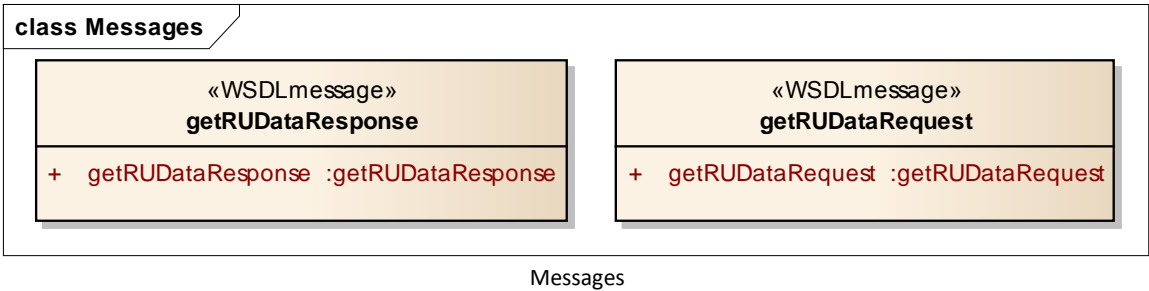 class Messages
«WSDLmessage»
getRUDataResponse
+ getRUDataResponse :getRUDataResponse
«WSDLmessage»
getRUDataRequest
+ getRUDataRequest :getRUDataRequest
Messages